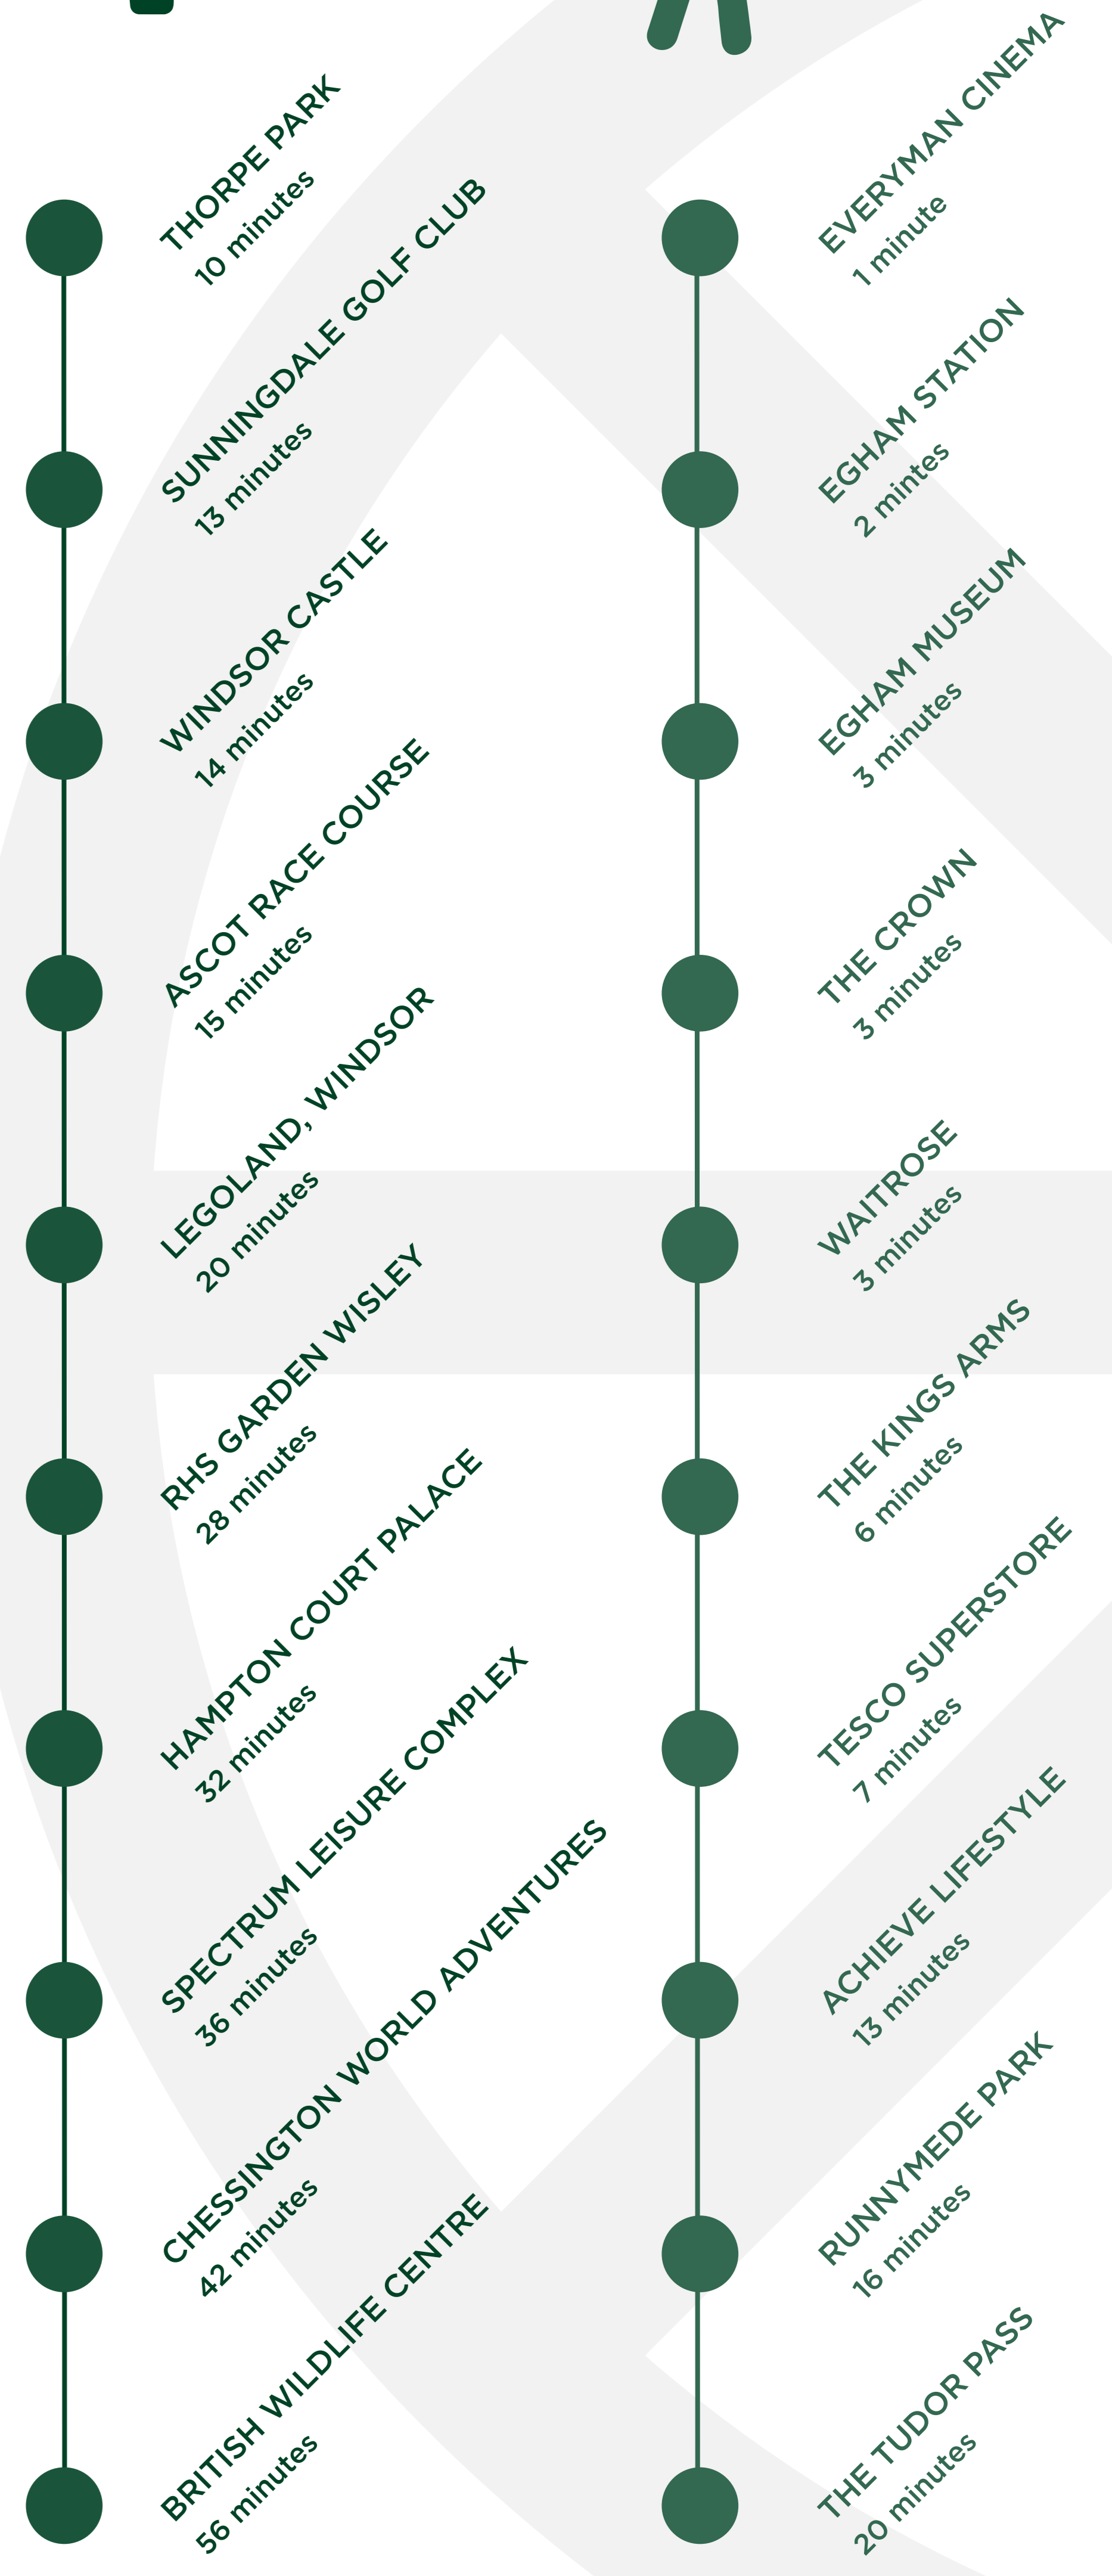 THORPE PARK
10 minutes
SUNNINGDALE GOLF CLUB
13 minutes
WINDSOR CASTLE
14 minutes
ASCOT RACE COURSE
15 minutes
LEGOLAND, WINDSOR
20 minutes
RHS GARDEN WISLEY
28 minutes
HAMPTON COURT PALACE
32 minutes
SPECTRUM LEISURE COMPLEX
36 minutes
CHESSINGTON WORLD ADVENTURES
42 minutes
BRITISH WILDLIFE CENTRE
56 minutes
EVERYMAN CINEMA
1 minute
EGHAM STATION
2 mintes
EGHAM MUSEUM
3 minutes
THE CROWN
3 minutes
WAITROSE
3 minutes
THE KINGS ARMS
6 minutes
TESCO SUPERSTORE
7 minutes
ACHIEVE LIFESTYLE
13 minutes
RUNNYMEDE PARK
16 minutes
THE TUDOR PASS
20 minutes